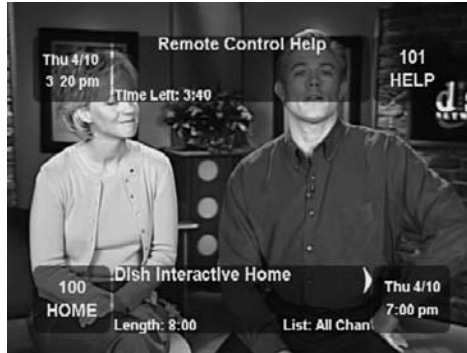 Remote Control Help
Thu 4/10
3 20 pm
Time Left: 3:40
101
HELP
Dish Interactive Home
100
HOME
Length: 8:00
List: All Chan
Thu 4/10
7:00 pm